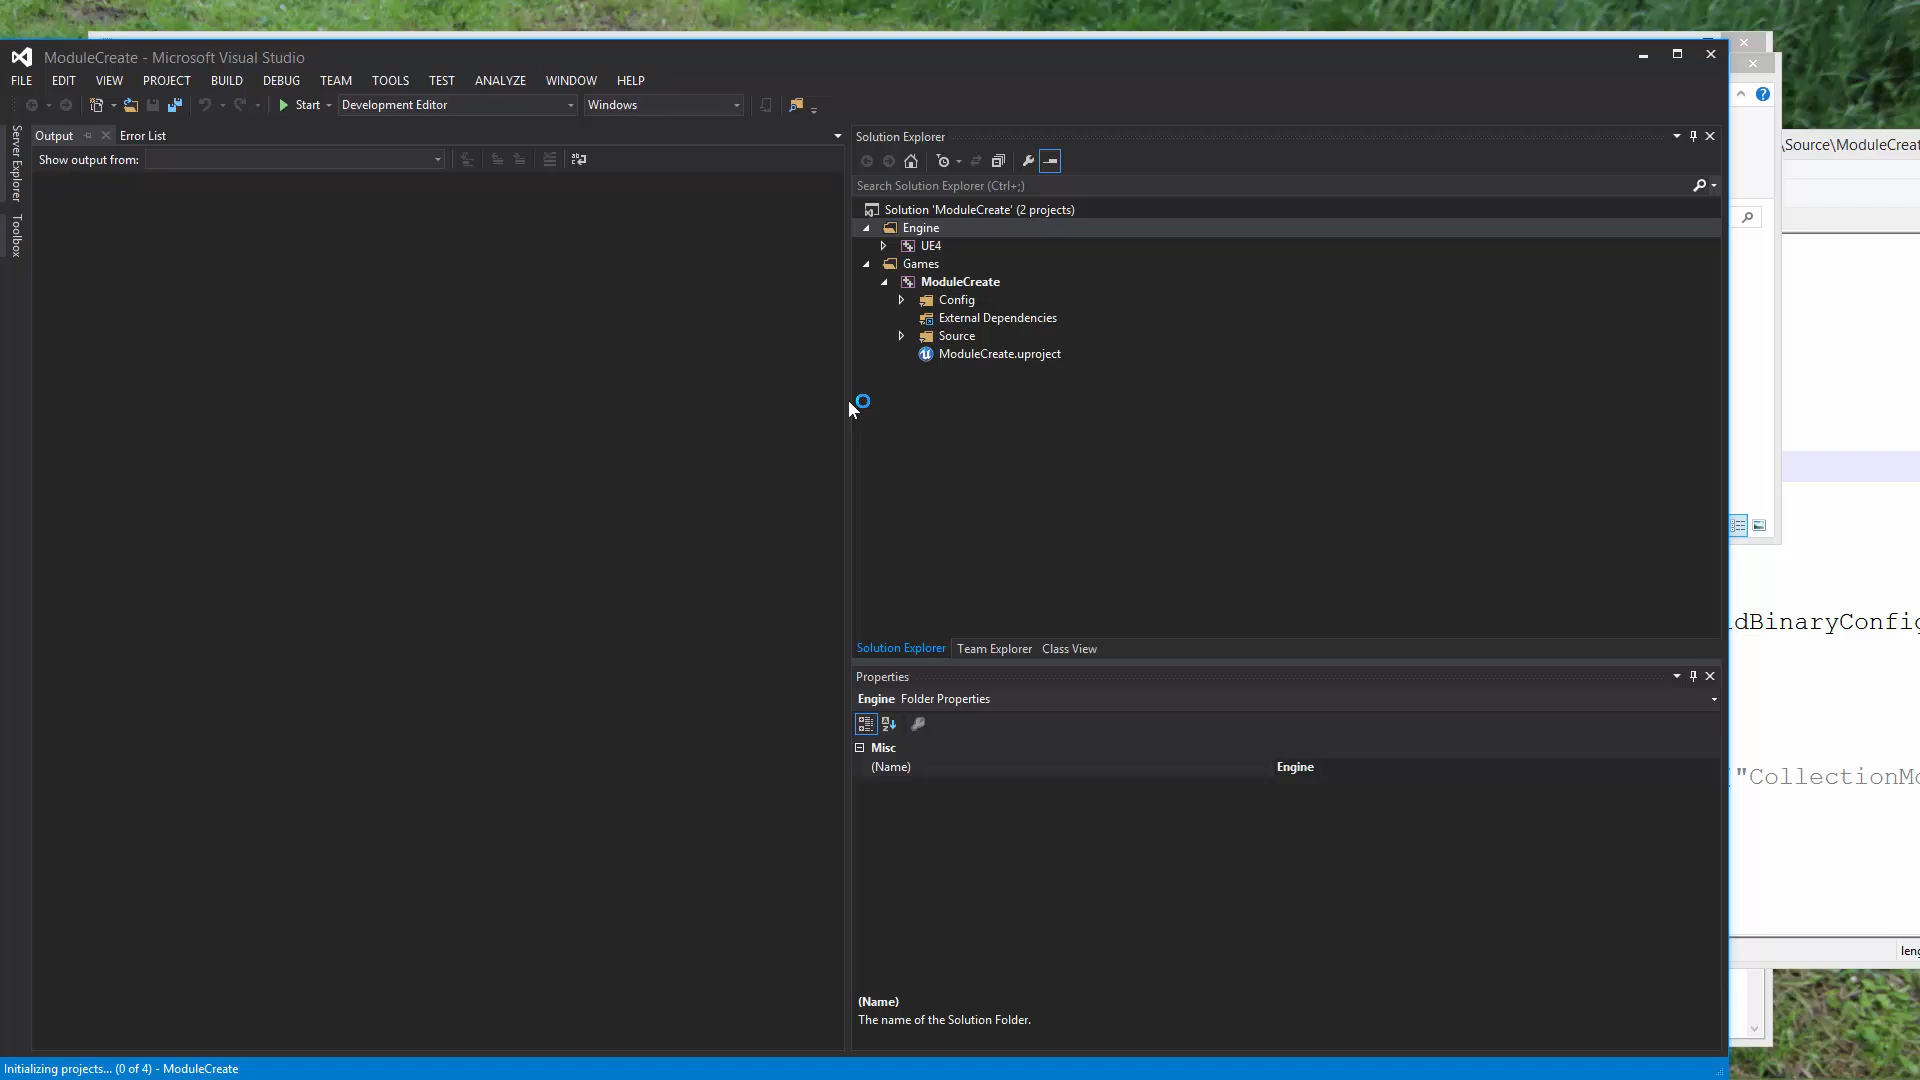 ModuleCreate - Microsoft Visual Studio
FILE EDIT VIEW PROJECT BUILD DEBUG TEAM TOOLS TEST ANALYZE WINDOW HELP
Start Development Editor Windows
Server Explorer
Toolbox
Output Error List
Show output from:
Solution Explorer
Search Solution Explorer (Ctrl+;)
Solution 'ModuleCreate' (2 projects)
Engine
UE4
Games
ModuleCreate
Config
External Dependencies
Source
ModuleCreate.uproject
Solution Explorer Team Explorer Class View
Properties
Engine Folder Properties
Misc
(Name) Engine
(Name)
The name of the Solution Folder.
Initializing projects... (0 of 4) - ModuleCreate
\Source\ModuleCreat
dBinaryConfig
"CollectionMo
leng